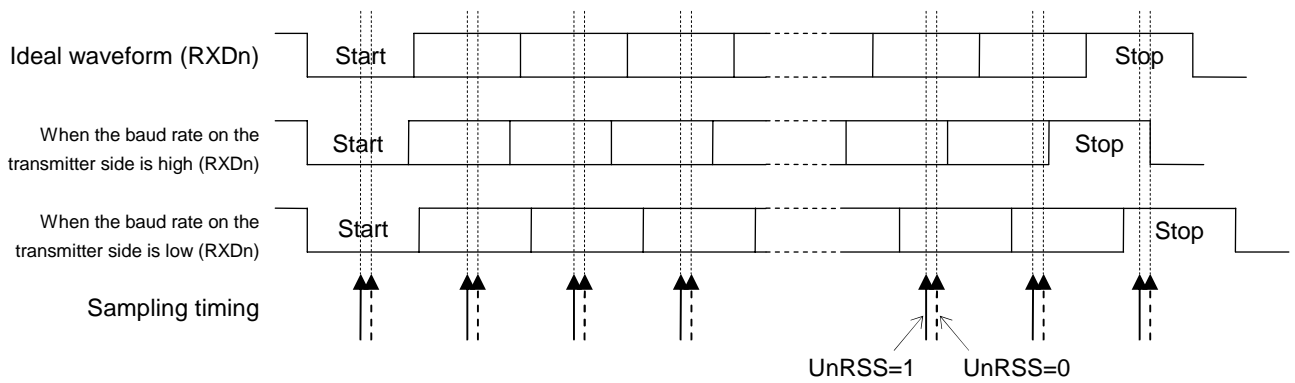 Ideal waveform (RXDn)
Start
Stop
When the baud rate on the
transmitter side is high (RXDn)
Start
Stop
When the baud rate on the
transmitter side is low (RXDn)
Start
Stop
Sampling timing
UnRSS=1
UnRSS=0